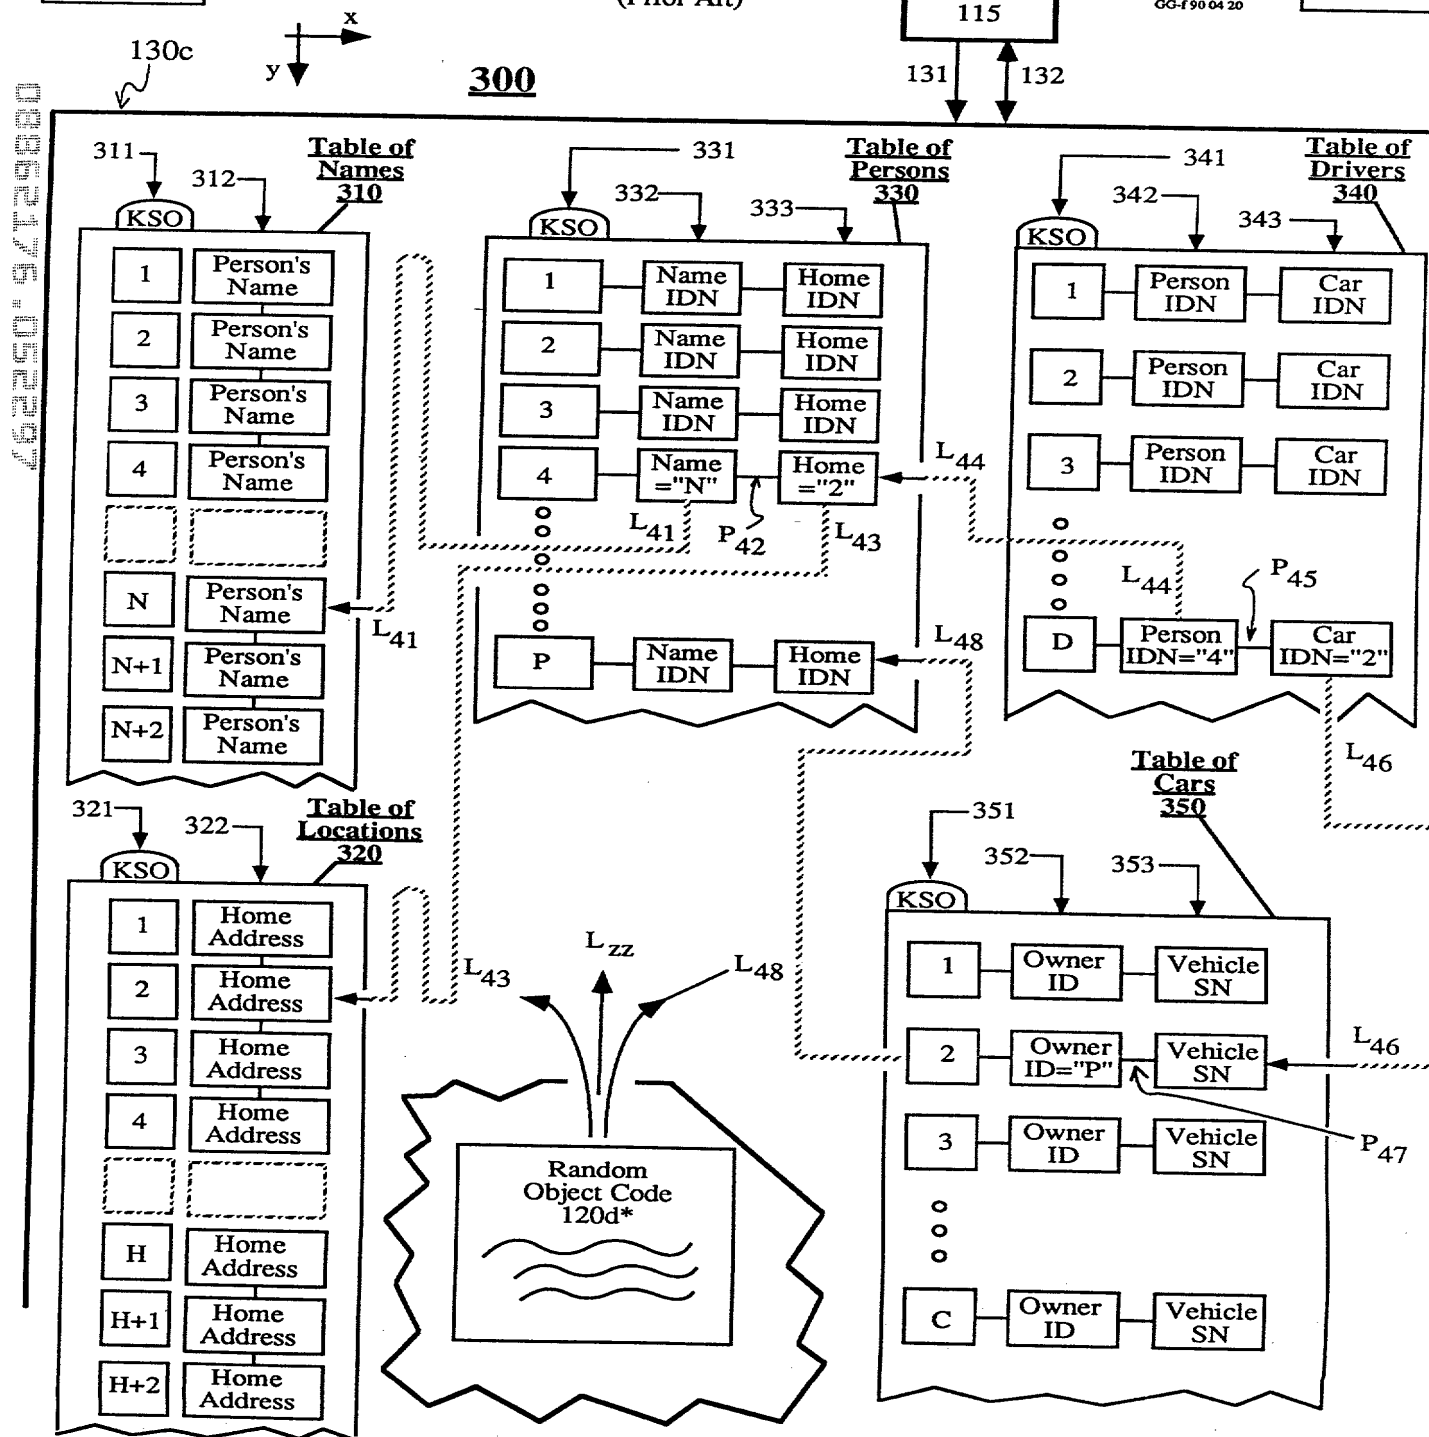 (Prior Art)
115
GG-f 90 04 20
x
y
130c
300
131
132
08862175.052297
311
312
Table of
Names
310
KSO
1
Person's
Name
2
Person's
Name
3
Person's
Name
4
Person's
Name
N
Person's
Name
N+1
Person's
Name
N+2
Person's
Name
L41
331
332
333
Table of
Persons
330
KSO
1
Name
IDN
Home
IDN
2
Name
IDN
Home
IDN
3
Name
IDN
Home
IDN
4
Name
="N"
Home
="2"
L41
P42
L43
L44
P
Name
IDN
Home
IDN
L48
341
342
343
Table of
Drivers
340
KSO
1
Person
IDN
Car
IDN
2
Person
IDN
Car
IDN
3
Person
IDN
Car
IDN
L44
P45
D
Person
IDN="4"
Car
IDN="2"
L46
321
322
Table of
Locations
320
KSO
1
Home
Address
2
Home
Address
3
Home
Address
4
Home
Address
H
Home
Address
H+1
Home
Address
H+2
Home
Address
L43
Lzz
L48
Random
Object Code
120d*
Table of
Cars
350
351
352
353
KSO
1
Owner
ID
Vehicle
SN
2
Owner
ID="P"
Vehicle
SN
L46
3
Owner
ID
Vehicle
SN
P47
C
Owner
ID
Vehicle
SN